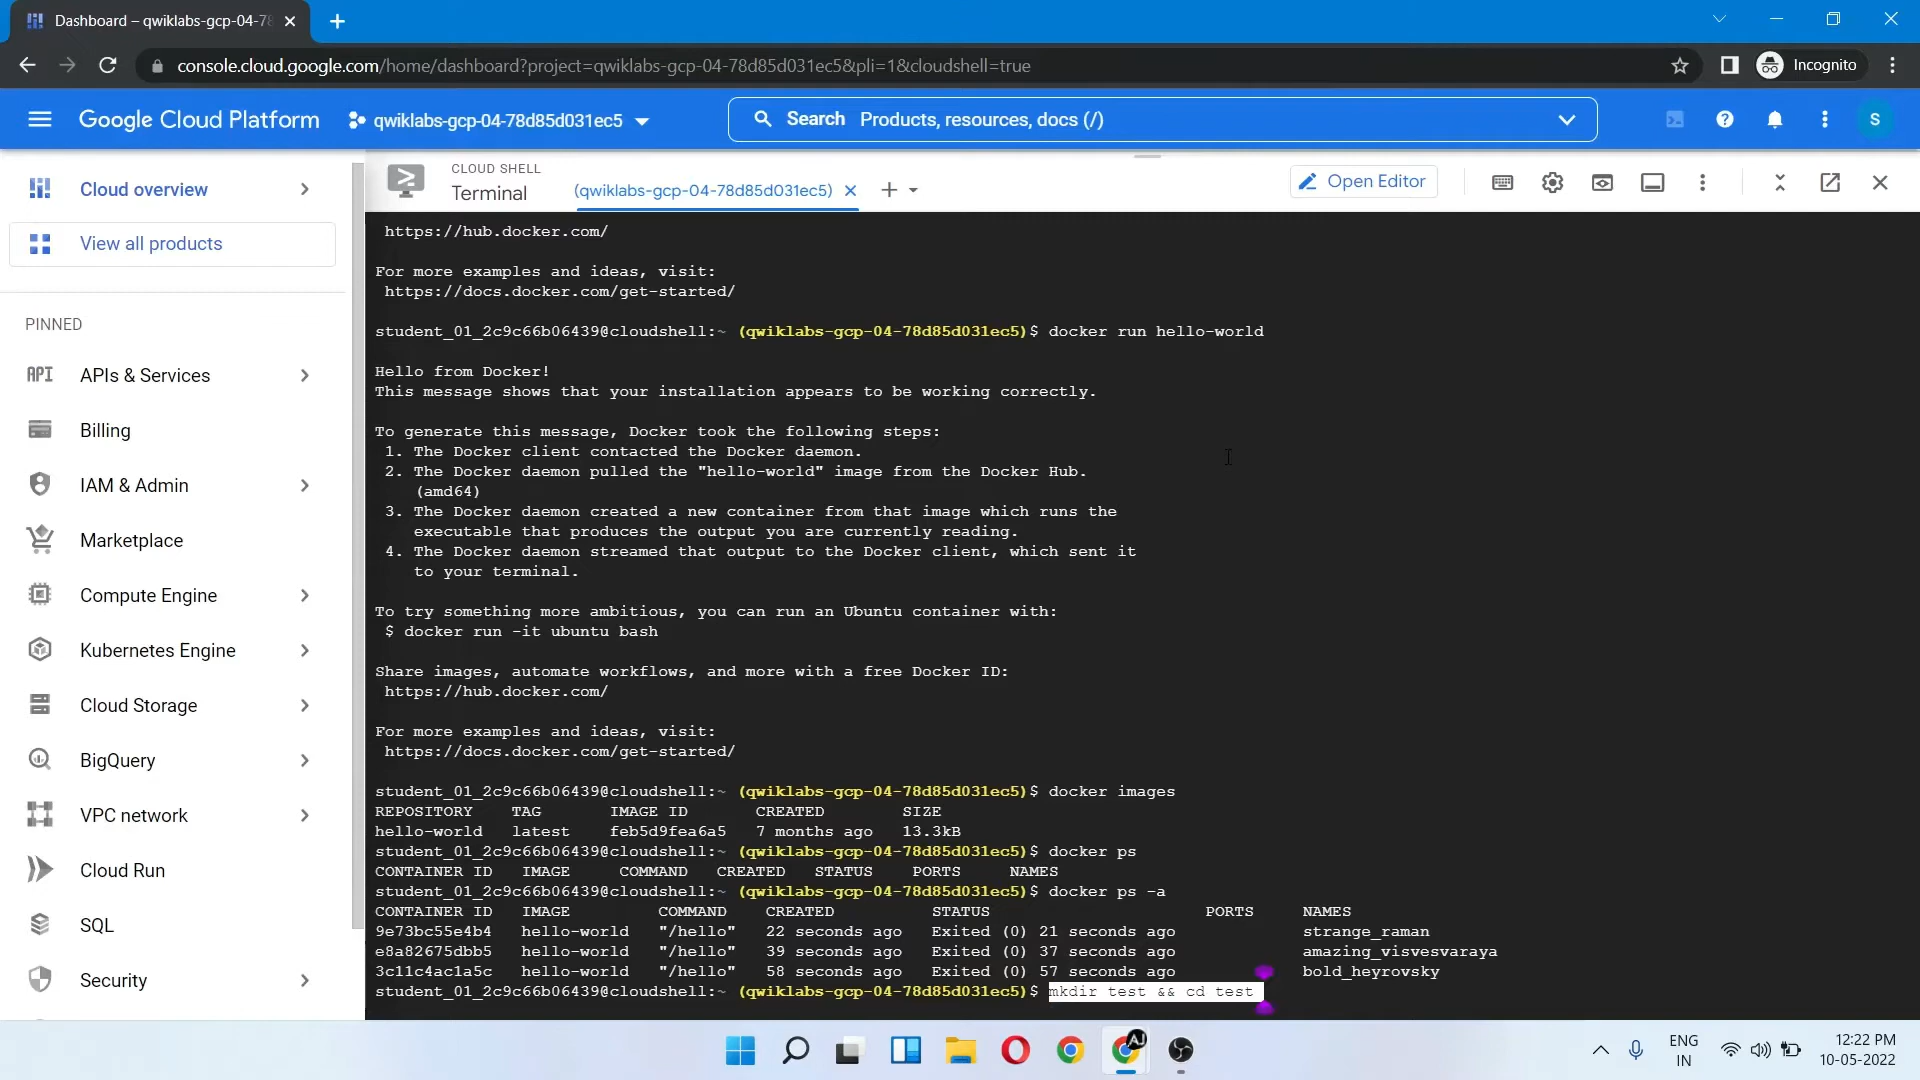 Dashboard – qwiklabs-gcp-04-78
console.cloud.google.com/home/dashboard?project=qwiklabs-gcp-04-78d85d031ec5&pli=1&cloudshell=true
Incognito
Google Cloud Platform
qwiklabs-gcp-04-78d85d031ec5
Search Products, resources, docs (/)
S
Cloud overview
View all products
PINNED
APIs & Services
Billing
IAM & Admin
Marketplace
Compute Engine
Kubernetes Engine
Cloud Storage
BigQuery
VPC network
Cloud Run
SQL
Security
CLOUD SHELL
Terminal
(qwiklabs-gcp-04-78d85d031ec5)
Open Editor
https://hub.docker.com/
For more examples and ideas, visit:
https://docs.docker.com/get-started/
student_01_2c9c66b06439@cloudshell:~ (qwiklabs-gcp-04-78d85d031ec5)$ docker run hello-world
Hello from Docker!
This message shows that your installation appears to be working correctly.
To generate this message, Docker took the following steps:
1. The Docker client contacted the Docker daemon.
2. The Docker daemon pulled the "hello-world" image from the Docker Hub.
(amd64)
3. The Docker daemon created a new container from that image which runs the
executable that produces the output you are currently reading.
4. The Docker daemon streamed that output to the Docker client, which sent it
to your terminal.
To try something more ambitious, you can run an Ubuntu container with:
$ docker run -it ubuntu bash
Share images, automate workflows, and more with a free Docker ID:
https://hub.docker.com/
For more examples and ideas, visit:
https://docs.docker.com/get-started/
student_01_2c9c66b06439@cloudshell:~ (qwiklabs-gcp-04-78d85d031ec5)$ docker images
REPOSITORY TAG IMAGE ID CREATED SIZE
hello-world latest feb5d9fea6a5 7 months ago 13.3kB
student_01_2c9c66b06439@cloudshell:~ (qwiklabs-gcp-04-78d85d031ec5)$ docker ps
CONTAINER ID IMAGE COMMAND CREATED STATUS PORTS NAMES
student_01_2c9c66b06439@cloudshell:~ (qwiklabs-gcp-04-78d85d031ec5)$ docker ps -a
CONTAINER ID IMAGE COMMAND CREATED STATUS PORTS NAMES
9e73bc55e4b4 hello-world "/hello" 22 seconds ago Exited (0) 21 seconds ago strange_raman
e8a82675dbb5 hello-world "/hello" 39 seconds ago Exited (0) 37 seconds ago amazing_visvesvaraya
3c11c4ac1a5c hello-world "/hello" 58 seconds ago Exited (0) 57 seconds ago bold_heyrovsky
student_01_2c9c66b06439@cloudshell:~ (qwiklabs-gcp-04-78d85d031ec5)$ mkdir test && cd test
ENG
IN
12:22 PM
10-05-2022